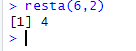 > resta(6,2)
[1] 4
>